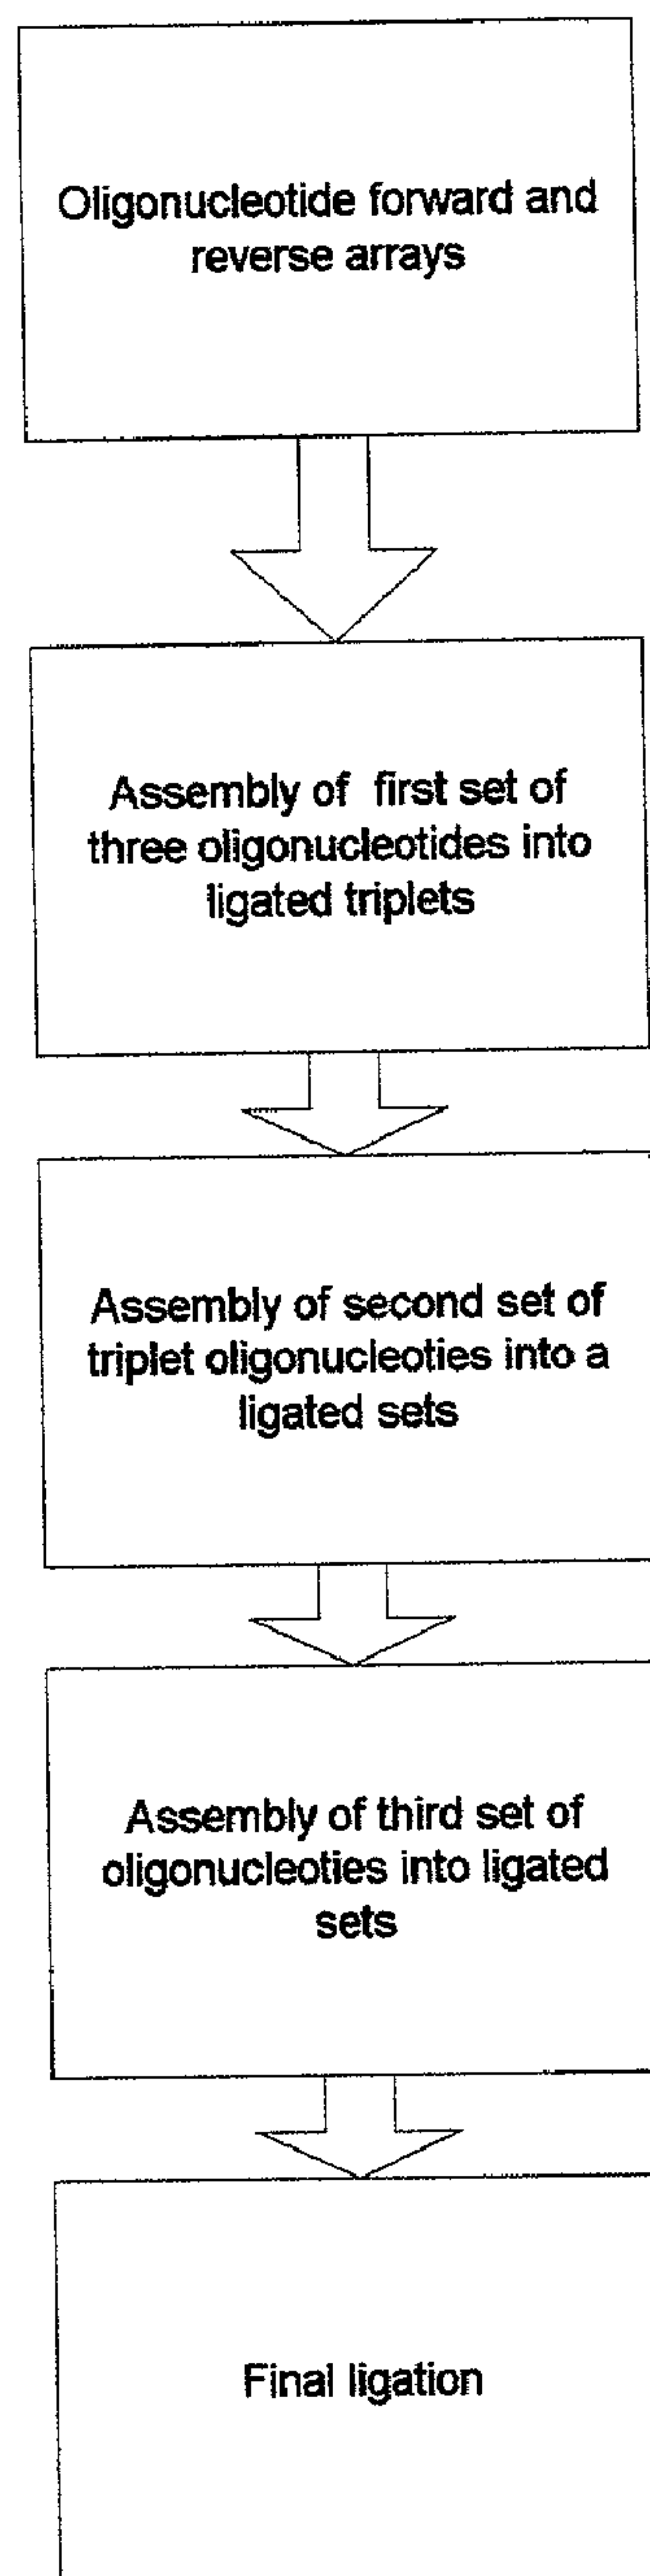 Oligonucleotide forward and
reverse arrays
Assembly of first set of
three oligonucleotides into
ligated triplets
Assembly of second set of
triplet oligonucleoties into a
ligated sets
Assembly of third set of
oligonucleoties into ligated
sets
Final ligation